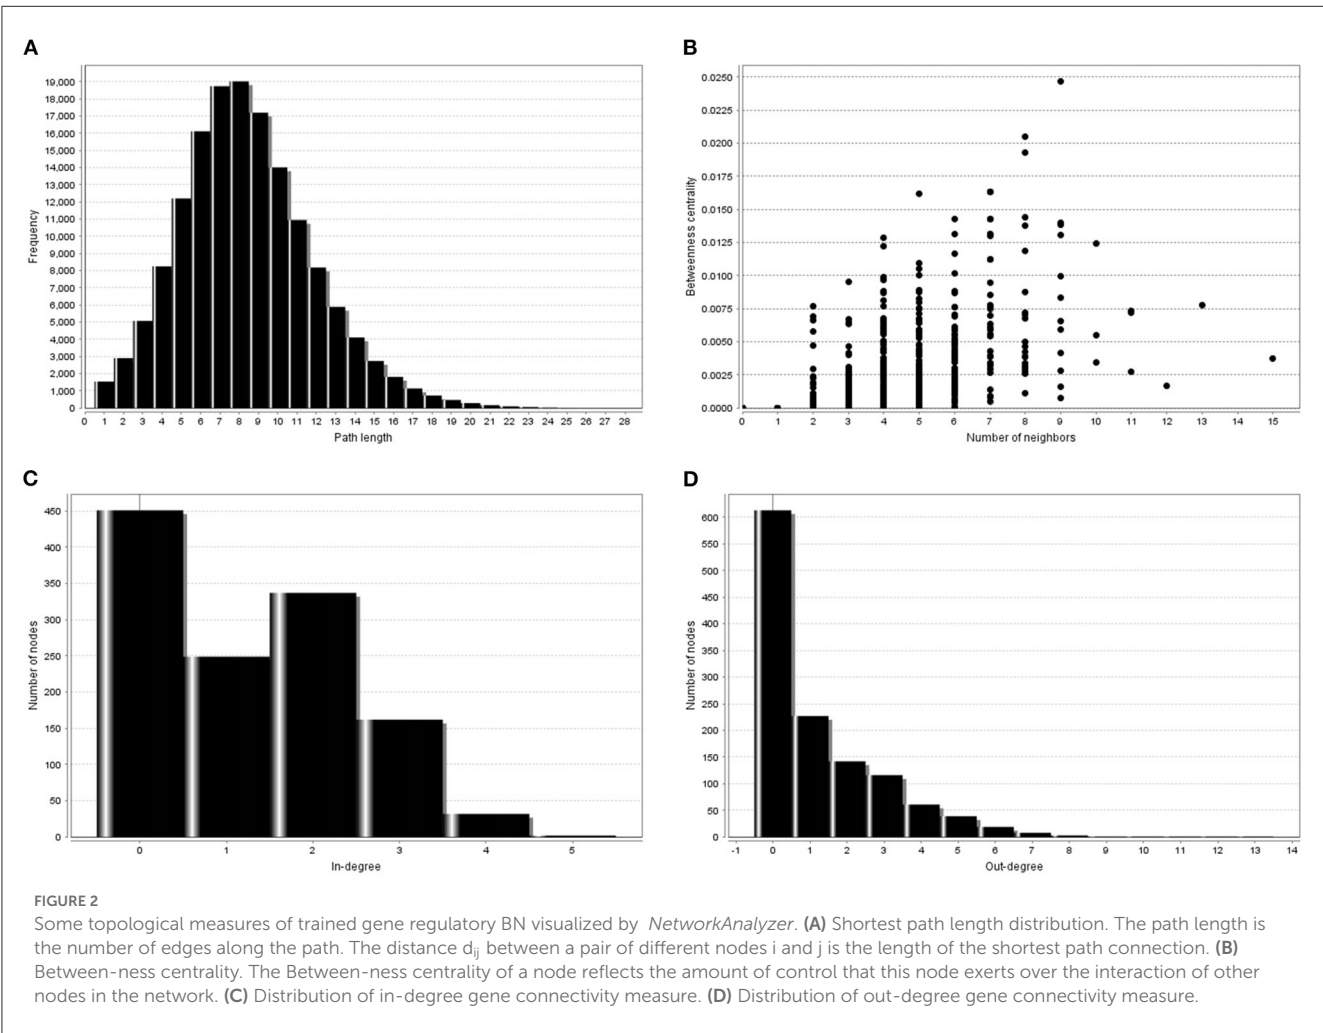 A
19,000
18,000
17,000
16,000
15,000
14,000
13,000
12,000
11,000
10,000
9,000
8,000
7,000
6,000
5,000
4,000
3,000
2,000
1,000
0
Frequency
0 1 2 3 4 5 6 7 8 9 10 11 12 13 14 15 16 17 18 19 20 21 22 23 24 25 26 27 28
Path length
B
0.0250
0.0225
0.0200
0.0175
0.0150
0.0125
0.0100
0.0075
0.0050
0.0025
0.0000
Betweenness centrality
0 1 2 3 4 5 6 7 8 9 10 11 12 13 14 15
Number of neighbors
C
450
400
350
300
250
200
150
100
50
0
Number of nodes
0 1 2 3 4 5
In-degree
D
600
550
500
450
400
350
300
250
200
150
100
50
0
Number of nodes
-1 0 1 2 3 4 5 6 7 8 9 10 11 12 13 14
Out-degree
FIGURE 2
Some topological measures of trained gene regulatory BN visualized by NetworkAnalyzer. (A) Shortest path length distribution. The path length is
the number of edges along the path. The distance dij between a pair of different nodes i and j is the length of the shortest path connection. (B)
Between-ness centrality. The Between-ness centrality of a node reflects the amount of control that this node exerts over the interaction of other
nodes in the network. (C) Distribution of in-degree gene connectivity measure. (D) Distribution of out-degree gene connectivity measure.